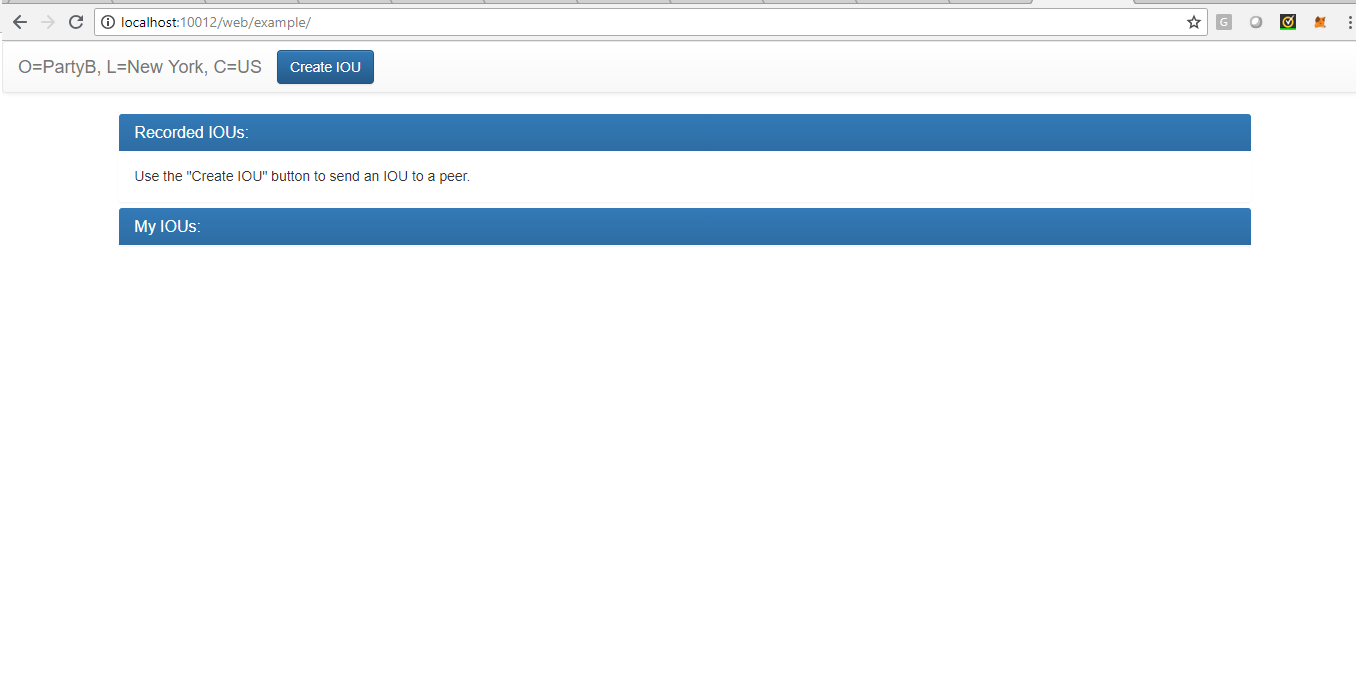 localhost:10012/web/example/
G
O=PartyB, L=New York, C=US Create IOU
Recorded IOUs:
Use the "Create IOU" button to send an IOU to a peer.
My IOUs: